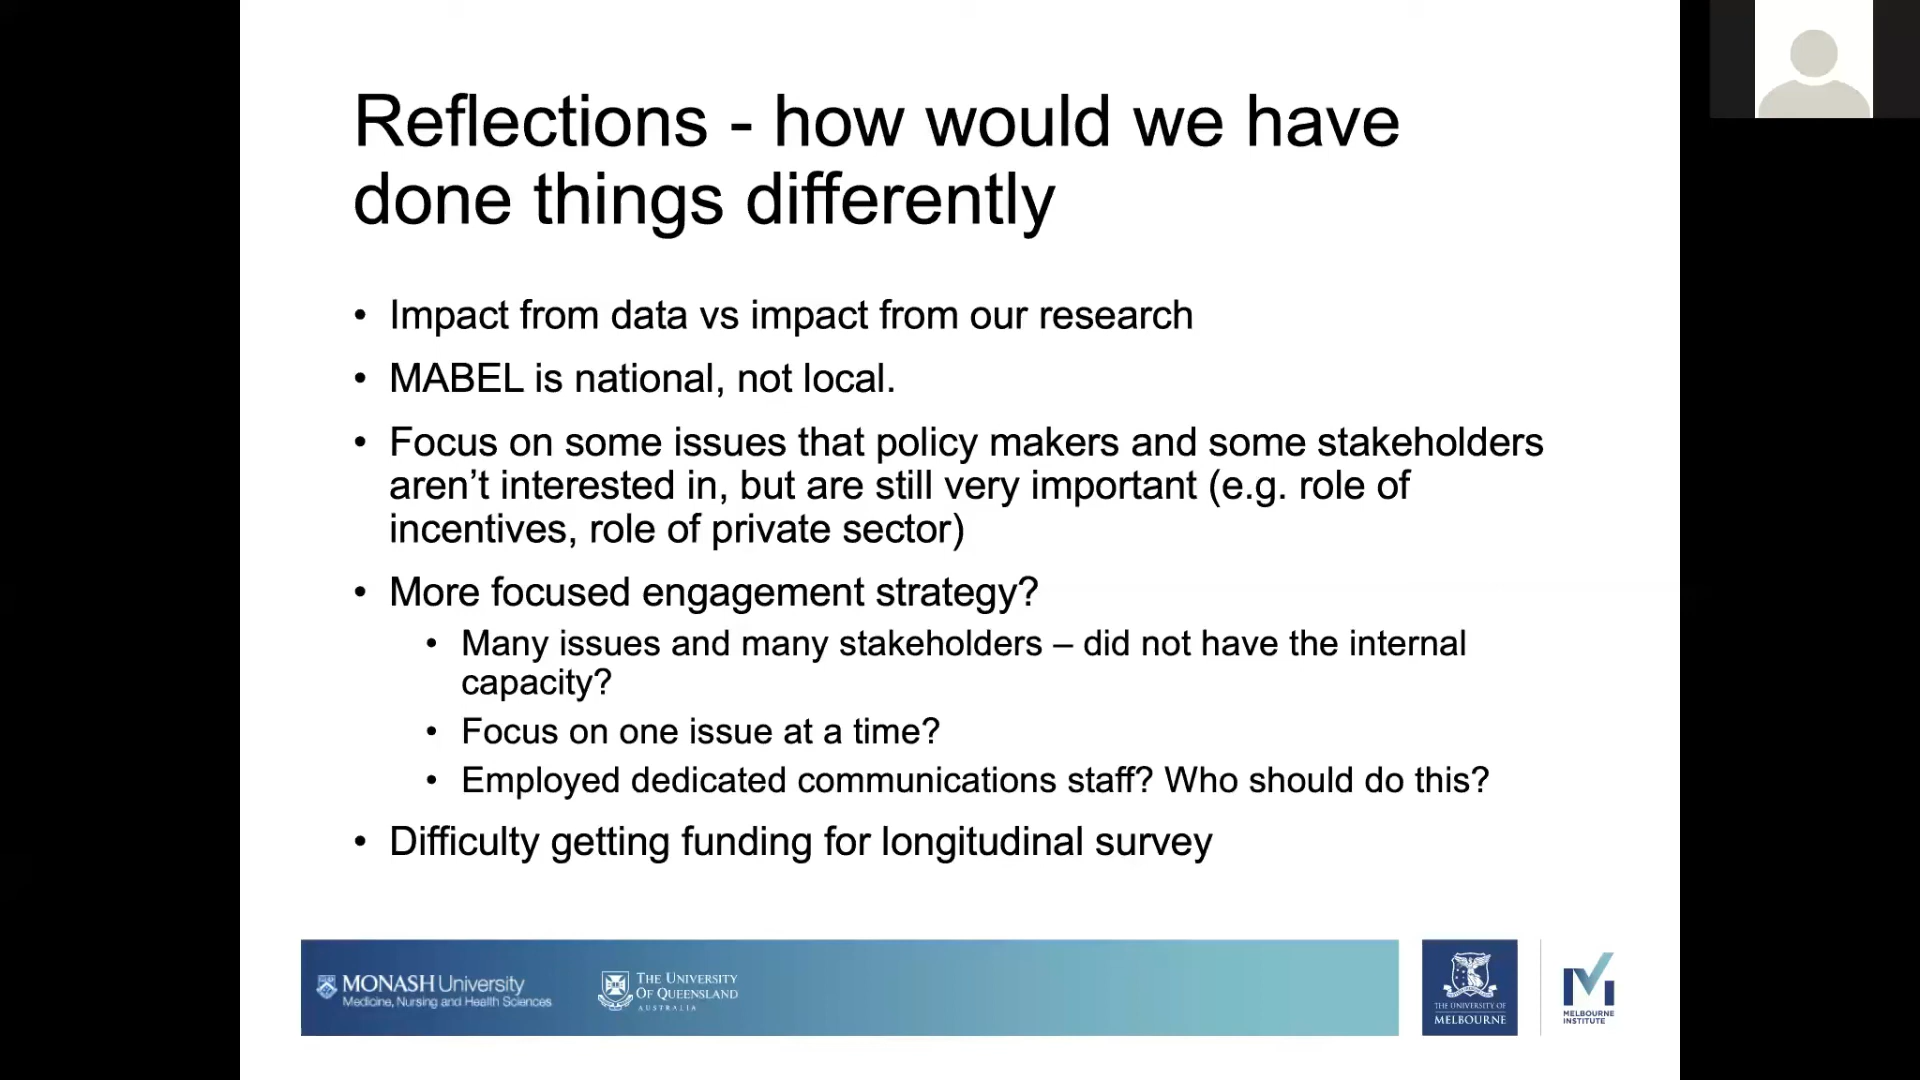 Reflections - how would we have
done things differently
• Impact from data vs impact from our research
• MABEL is national, not local.
• Focus on some issues that policy makers and some stakeholders
aren’t interested in, but are still very important (e.g. role of
incentives, role of private sector)
• More focused engagement strategy?
• Many issues and many stakeholders – did not have the internal
capacity?
• Focus on one issue at a time?
• Employed dedicated communications staff? Who should do this?
• Difficulty getting funding for longitudinal survey
MONASH University
Medicine, Nursing and Health Sciences
THE UNIVERSITY
OF QUEENSLAND
AUSTRALIA
THE UNIVERSITY OF
MELBOURNE
MELBOURNE
INSTITUTE